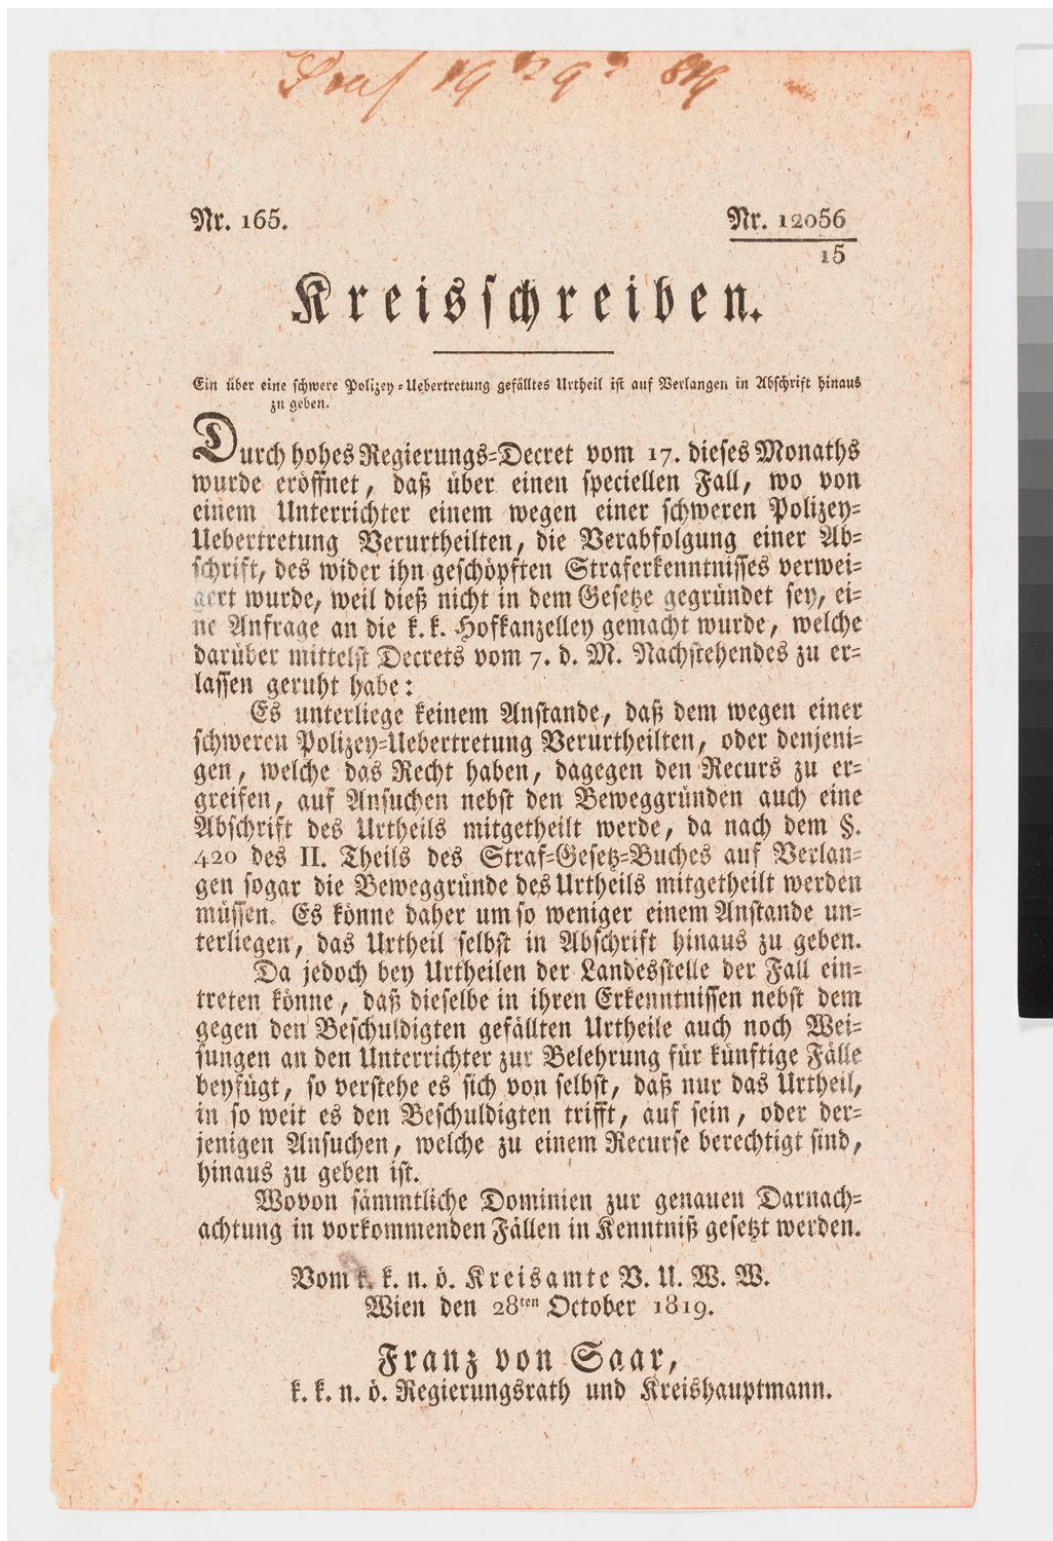 Nr. 165.
Nr. 12056
15
Kreisschreiben.
Ein über eine schwere Polizey-Uebertretung gefälltes Urtheil ist auf Verlangen in Abschrift hinaus
zu geben.
Durch hohes Regierungs-Decret vom 17. dieses Monaths
wurde eröffnet, daß über einen speciellen Fall, wo von
einem Unterrichter einem wegen einer schweren Polizey-
Uebertretung Verurtheilten, die Verabfolgung einer Ab-
schrift, des wider ihn geschöpften Straferkenntnisses verwei-
gert wurde, weil dieß nicht in dem Gesetze gegründet sey, ei-
ne Anfrage an die k. k. Hofkanzelley gemacht wurde, welche
darüber mittelst Decrets vom 7. d. M. Nachstehendes zu er-
lassen geruht habe:
Es unterliege keinem Anstande, daß dem wegen einer
schweren Polizey-Uebertretung Verurtheilten, oder denjeni-
gen, welche das Recht haben, dagegen den Recurs zu er-
greifen, auf Ansuchen nebst den Beweggründen auch eine
Abschrift des Urtheils mitgetheilt werde, da nach dem §.
420 des II. Theils des Straf-Gesetz-Buches auf Verlan-
gen sogar die Beweggründe des Urtheils mitgetheilt werden
müssen. Es könne daher um so weniger einem Anstande un-
terliegen, das Urtheil selbst in Abschrift hinaus zu geben.
Da jedoch bey Urtheilen der Landesstelle der Fall ein-
treten könne, daß dieselbe in ihren Erkenntnissen nebst dem
gegen den Beschuldigten gefällten Urtheile auch noch Wei-
sungen an den Unterrichter zur Belehrung für künftige Fälle
beyfügt, so verstehe es sich von selbst, daß nur das Urtheil,
in so weit es den Beschuldigten trifft, auf sein, oder der-
jenigen Ansuchen, welche zu einem Recurse berechtigt sind,
hinaus zu geben ist.
Wovon sämmtliche Dominien zur genauen Darnach-
achtung in vorkommenden Fällen in Kenntniß gesetzt werden.
Vom k. k. n. ö. Kreisamte V. U. W. W.
Wien den 28ten October 1819.
Franz von Saar,
k. k. n. ö. Regierungsrath und Kreishauptmann.